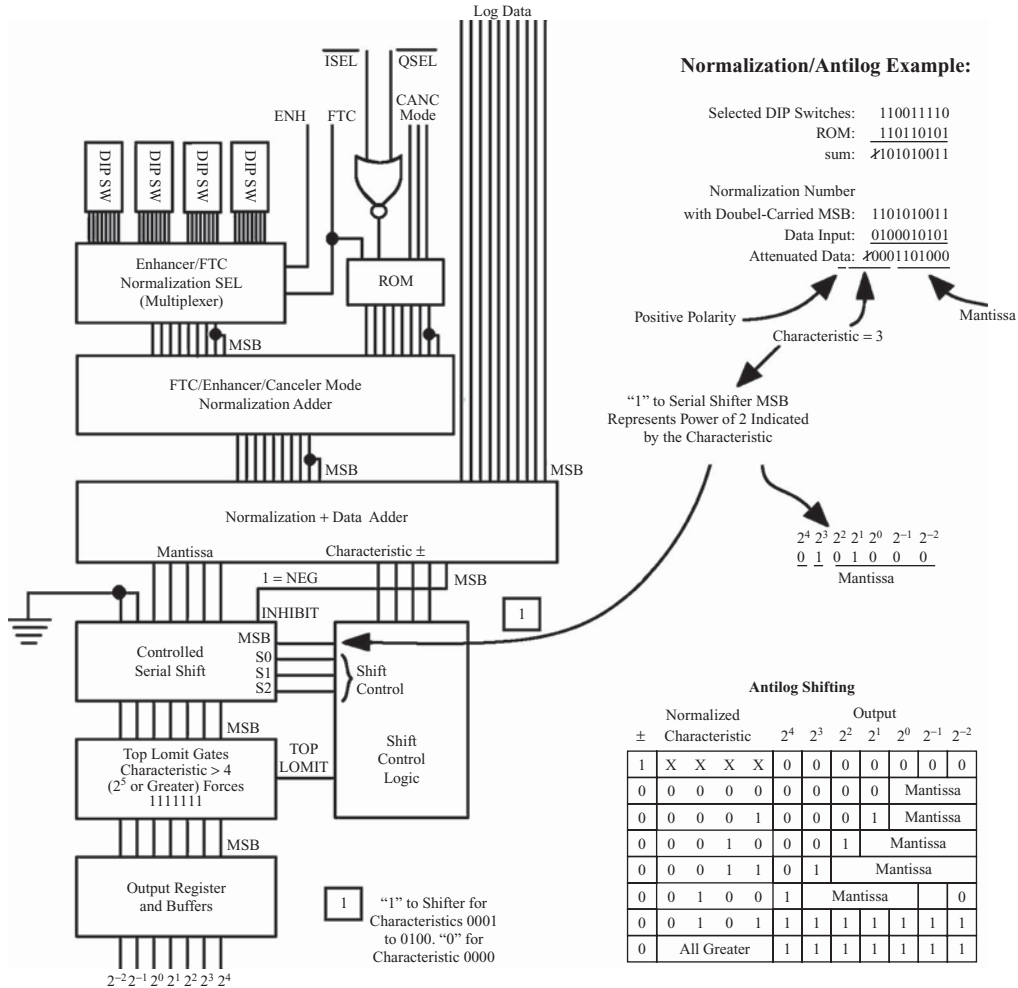 Log Data
ISEL QSEL
CANC
Mode
ENH FTC
DIP SW DIP SW DIP SW DIP SW
Enhancer/FTC
Normalization SEL
(Multiplexer)
ROM
MSB
FTC/Enhancer/Canceler Mode
Normalization Adder
MSB
MSB
Normalization + Data Adder
Mantissa
Characteristic ±
1 = NEG
MSB
INHIBIT
Controlled
Serial Shift
MSB
S0
S1
S2
Shift
Control
Shift
Control
Logic
1
MSB
Top Lomit Gates
Characteristic > 4
(2⁵ or Greater) Forces
1111111
TOP
LOMIT
MSB
Output Register
and Buffers
2⁻² 2⁻¹ 2⁰ 2¹ 2² 2³ 2⁴
1
“1” to Shifter for
Characteristics 0001
to 0100. “0” for
Characteristic 0000
Normalization/Antilog Example:
Selected DIP Switches: 110011110
ROM: 110110101
sum: 1101010011
Normalization Number
with Doubel-Carried MSB: 1101010011
Data Input: 0100010101
Attenuated Data: 10001101000
Positive Polarity
Mantissa
Characteristic = 3
“1” to Serial Shifter MSB
Represents Power of 2 Indicated
by the Characteristic
2⁴ 2³ 2² 2¹ 2⁰ 2⁻¹ 2⁻²
0 1 0 1 0 0 0
Mantissa
Antilog Shifting
Normalized
Characteristic
Output
± 2⁴ 2³ 2² 2¹ 2⁰ 2⁻¹ 2⁻²
1 X X X X 0 0 0 0 0 0 0
0 0 0 0 0 0 0 0 0 Mantissa
0 0 0 0 1 0 0 0 1 Mantissa
0 0 0 1 0 0 0 1 Mantissa
0 0 0 1 1 0 1 Mantissa
0 0 1 0 0 1 Mantissa 0
0 0 1 0 1 1 1 1 1 1 1 1
0 All Greater 1 1 1 1 1 1 1